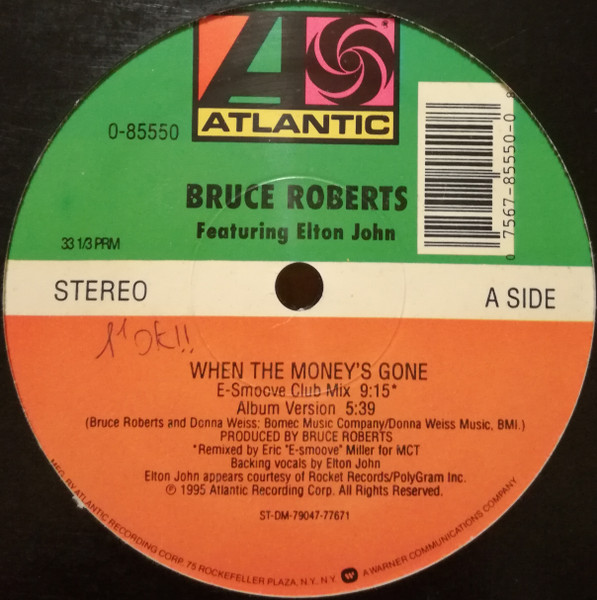 ATLANTIC
0-85550
BRUCE ROBERTS
Featuring Elton John
33 1/3 PRM
0 7567-85550-0 8
STEREO
A SIDE
1° ok!!
WHEN THE MONEY'S GONE
E-Smoove Club Mix 9:15*
Album Version 5:39
(Bruce Roberts and Donna Weiss; Bomec Music Company/Donna Weiss Music, BMI.)
PRODUCED BY BRUCE ROBERTS
*Remixed by Eric "E-smoove" Miller for MCT
Backing vocals by Elton John
Elton John appears courtesy of Rocket Records/PolyGram Inc.
℗ 1995 Atlantic Recording Corp. All Rights Reserved.
ST-DM-79047-77671
MFG. BY ATLANTIC RECORDING CORP. 75 ROCKEFELLER PLAZA, N.Y., N.Y. A WARNER COMMUNICATIONS COMPANY